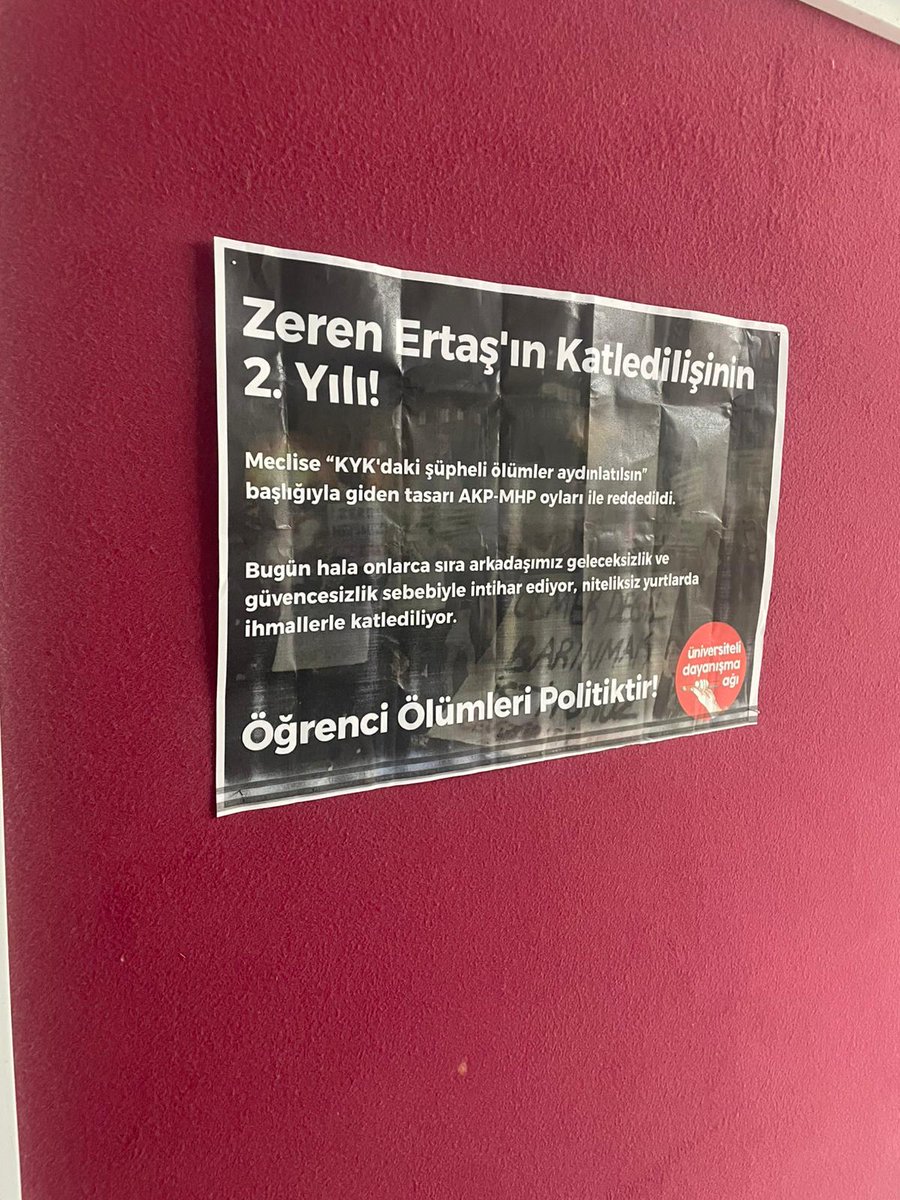 Zeren Ertaş'ın Katledilişinin
2. Yılı!
Meclise “KYK'daki şüpheli ölümler aydınlatılsın”
başlığıyla giden tasarı AKP-MHP oyları ile reddedildi.
Bugün hala onlarca sıra arkadaşımız geleceksizlik ve
güvencesizlik sebebiyle intihar ediyor, niteliksiz yurtlarda
ihmallerle katlediliyor.
BARINMAK
Öğrenci Ölümleri Politiktir!
üniversiteli
dayanışma
ağı